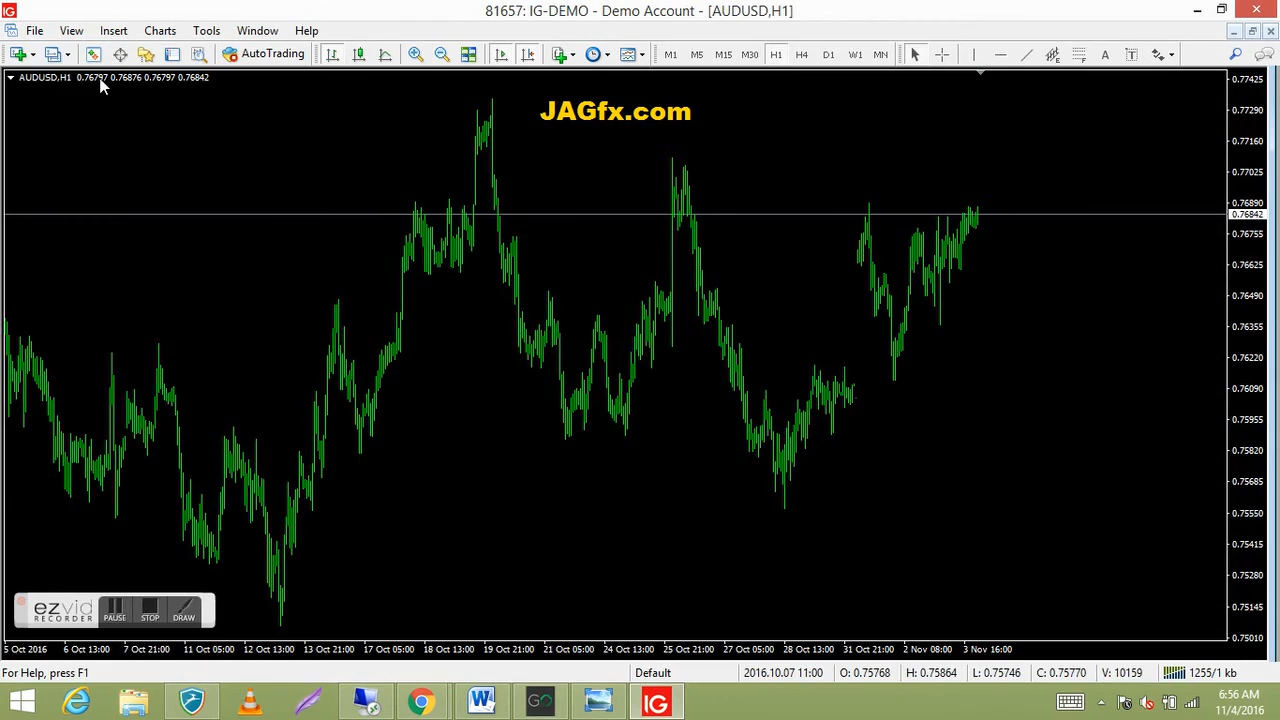 81657: IG-DEMO - Demo Account - [AUDUSD,H1]
File View Insert Charts Tools Window Help
AutoTrading M1 M5 M15 M30 H1 H4 D1 W1 MN
AUDUSD,H1 0.76797 0.76876 0.76797 0.76842
JAGfx.com
0.77425
0.77290
0.77160
0.77025
0.76890
0.76842
0.76755
0.76625
0.76490
0.76355
0.76220
0.76090
0.75955
0.75820
0.75685
0.75550
0.75415
0.75280
0.75145
0.75010
ezvid
RECORDER
PAUSE STOP DRAW
5 Oct 2016 6 Oct 13:00 7 Oct 21:00 11 Oct 05:00 12 Oct 13:00 13 Oct 21:00 17 Oct 05:00 18 Oct 13:00 19 Oct 21:00 21 Oct 05:00 24 Oct 13:00 25 Oct 21:00 27 Oct 05:00 28 Oct 13:00 31 Oct 21:00 2 Nov 08:00 3 Nov 16:00
For Help, press F1 Default 2016.10.07 11:00 O: 0.75768 H: 0.75864 L: 0.75746 C: 0.75770 V: 10159 1255/1 kb
GO IG
6:56 AM
11/4/2016